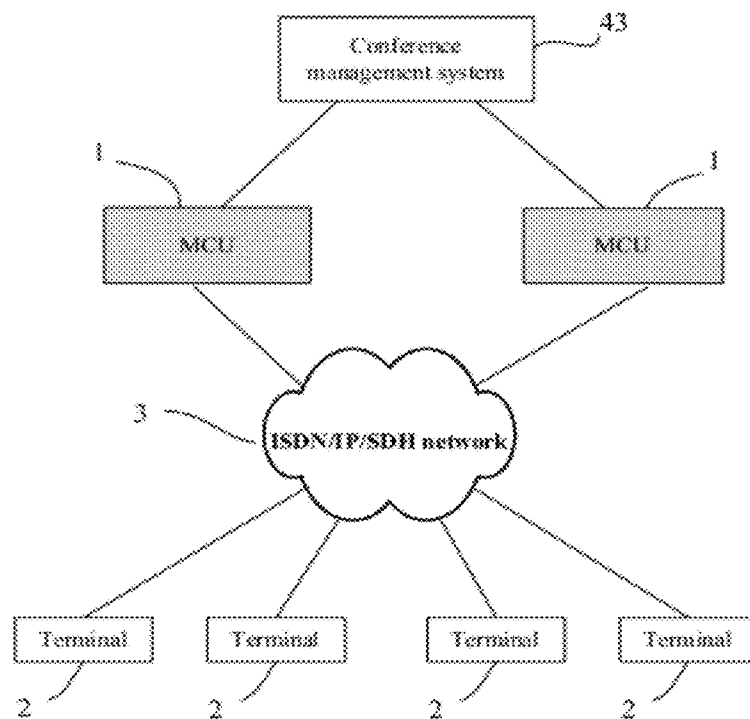 43
Conference
management system
1
1
MCU
MCU
3
ISDN/IP/SDH network
Terminal
Terminal
Terminal
Terminal
2
2
2
2